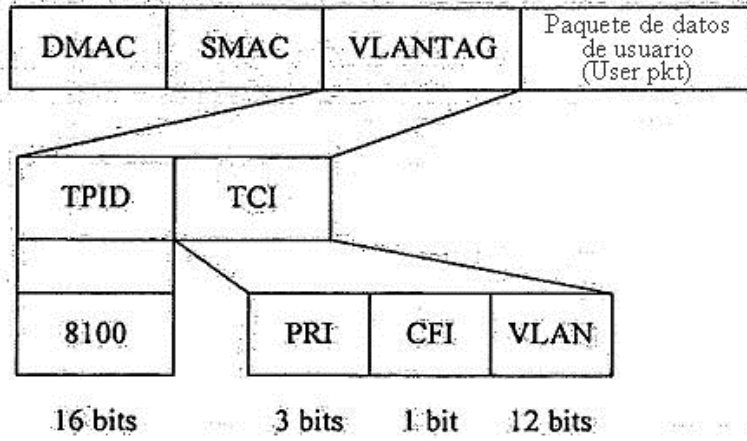 DMAC SMAC VLANTAG Paquete de datos
de usuario
(User pkt)
TPID TCI
8100 PRI CFI VLAN
16 bits 3 bits 1 bit 12 bits